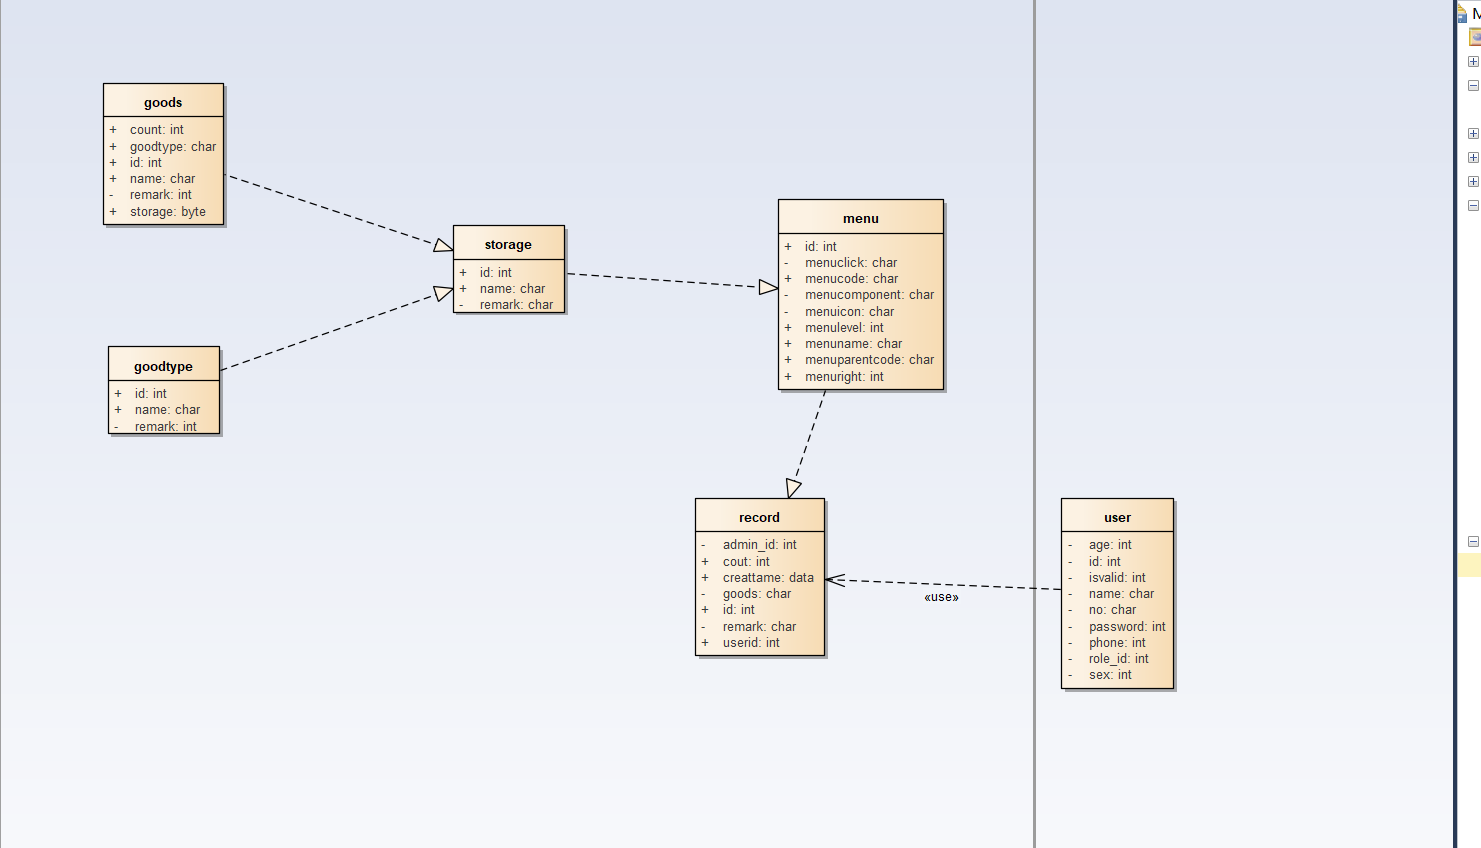 goods
+ count: int
+ goodtype: char
+ id: int
+ name: char
- remark: int
+ storage: byte
storage
+ id: int
+ name: char
- remark: char
menu
+ id: int
- menuclick: char
+ menucode: char
- menucomponent: char
- menuicon: char
+ menulevel: int
+ menuname: char
+ menuparentcode: char
+ menuright: int
goodtype
+ id: int
+ name: char
- remark: int
record
- admin_id: int
+ cout: int
+ creattame: data
- goods: char
+ id: int
- remark: char
+ userid: int
«use»
user
- age: int
- id: int
- isvalid: int
- name: char
- no: char
- password: int
- phone: int
- role_id: int
- sex: int